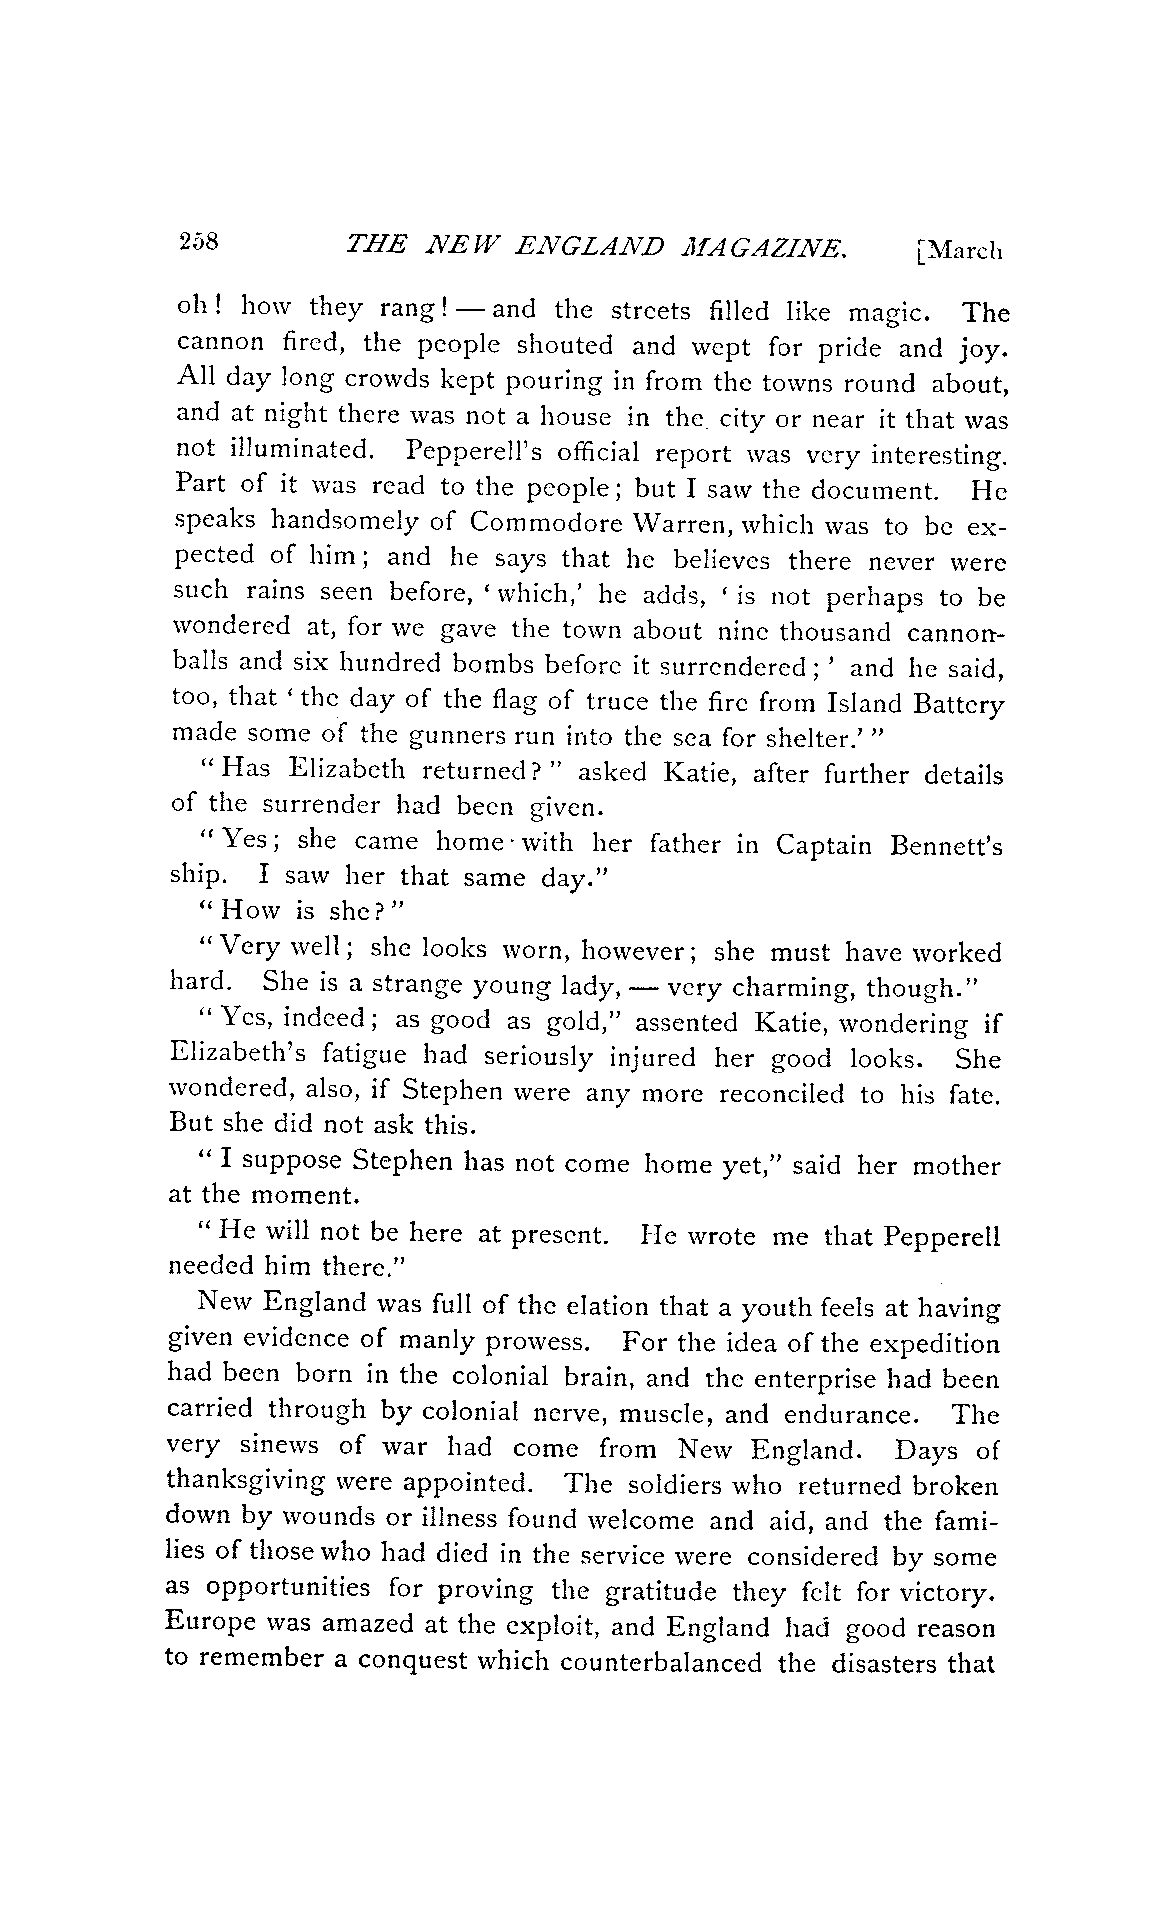 258 THE NEW ENGLAND MAGAZINE. [March
oh! how they rang! — and the streets filled like magic. The
cannon fired, the people shouted and wept for pride and joy.
All day long crowds kept pouring in from the towns round about,
and at night there was not a house in the city or near it that was
not illuminated. Pepperell's official report was very interesting.
Part of it was read to the people; but I saw the document. He
speaks handsomely of Commodore Warren, which was to be ex-
pected of him; and he says that he believes there never were
such rains seen before, ‘which,’ he adds, ‘is not perhaps to be
wondered at, for we gave the town about nine thousand cannon-
balls and six hundred bombs before it surrendered;’ and he said,
too, that ‘the day of the flag of truce the fire from Island Battery
made some of the gunners run into the sea for shelter.’”
“Has Elizabeth returned?” asked Katie, after further details
of the surrender had been given.
“Yes; she came home with her father in Captain Bennett's
ship. I saw her that same day.”
“How is she?”
“Very well; she looks worn, however; she must have worked
hard. She is a strange young lady, — very charming, though.”
“Yes, indeed; as good as gold,” assented Katie, wondering if
Elizabeth's fatigue had seriously injured her good looks. She
wondered, also, if Stephen were any more reconciled to his fate.
But she did not ask this.
“I suppose Stephen has not come home yet,” said her mother
at the moment.
“He will not be here at present. He wrote me that Pepperell
needed him there.”
New England was full of the elation that a youth feels at having
given evidence of manly prowess. For the idea of the expedition
had been born in the colonial brain, and the enterprise had been
carried through by colonial nerve, muscle, and endurance. The
very sinews of war had come from New England. Days of
thanksgiving were appointed. The soldiers who returned broken
down by wounds or illness found welcome and aid, and the fami-
lies of those who had died in the service were considered by some
as opportunities for proving the gratitude they felt for victory.
Europe was amazed at the exploit, and England had good reason
to remember a conquest which counterbalanced the disasters that